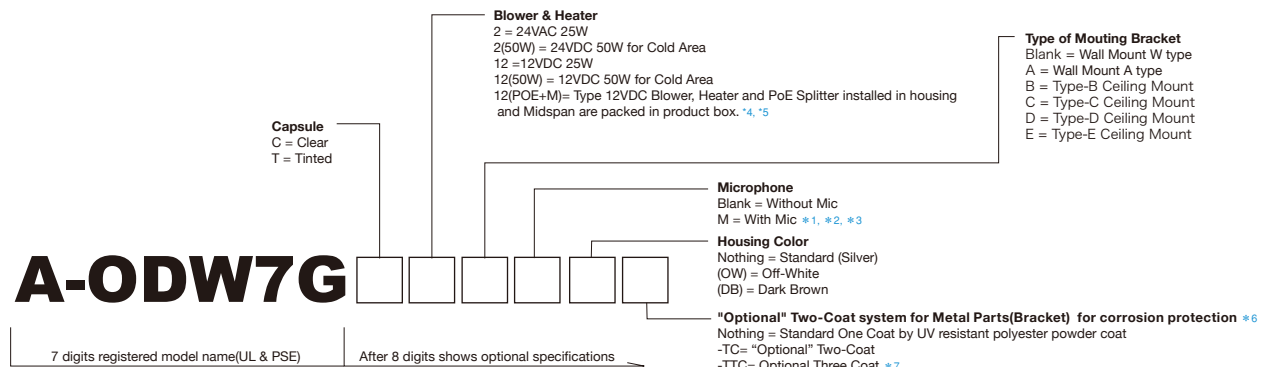 Blower & Heater
2 = 24VAC 25W
2(50W) = 24VDC 50W for Cold Area
12 =12VDC 25W
12(50W) = 12VDC 50W for Cold Area
12(POE+M)= Type 12VDC Blower, Heater and PoE Splitter installed in housing
and Midspan are packed in product box. *4, *5
Type of Mouting Bracket
Blank = Wall Mount W type
A = Wall Mount A type
B = Type-B Ceiling Mount
C = Type-C Ceiling Mount
D = Type-D Ceiling Mount
E = Type-E Ceiling Mount
Capsule
C = Clear
T = Tinted
Microphone
Blank = Without Mic
M = With Mic *1, *2, *3
Housing Color
Nothing = Standard (Silver)
(OW) = Off-White
(DB) = Dark Brown
A-ODW7G
"Optional" Two-Coat system for Metal Parts(Bracket) for corrosion protection *6
Nothing = Standard One Coat by UV resistant polyester powder coat
-TC= “Optional” Two-Coat
-TTC= Optional Three Coat *7
7 digits registered model name(UL & PSE)
After 8 digits shows optional specifications